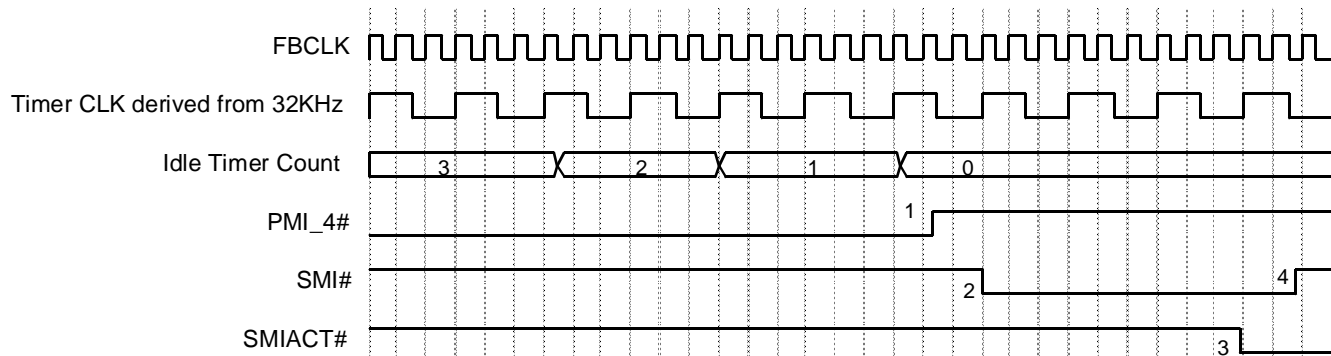 FBCLK
Timer CLK derived from 32KHz
Idle Timer Count 3 2 1 0
PMI_4# 1
SMI# 2 4
SMIACT# 3